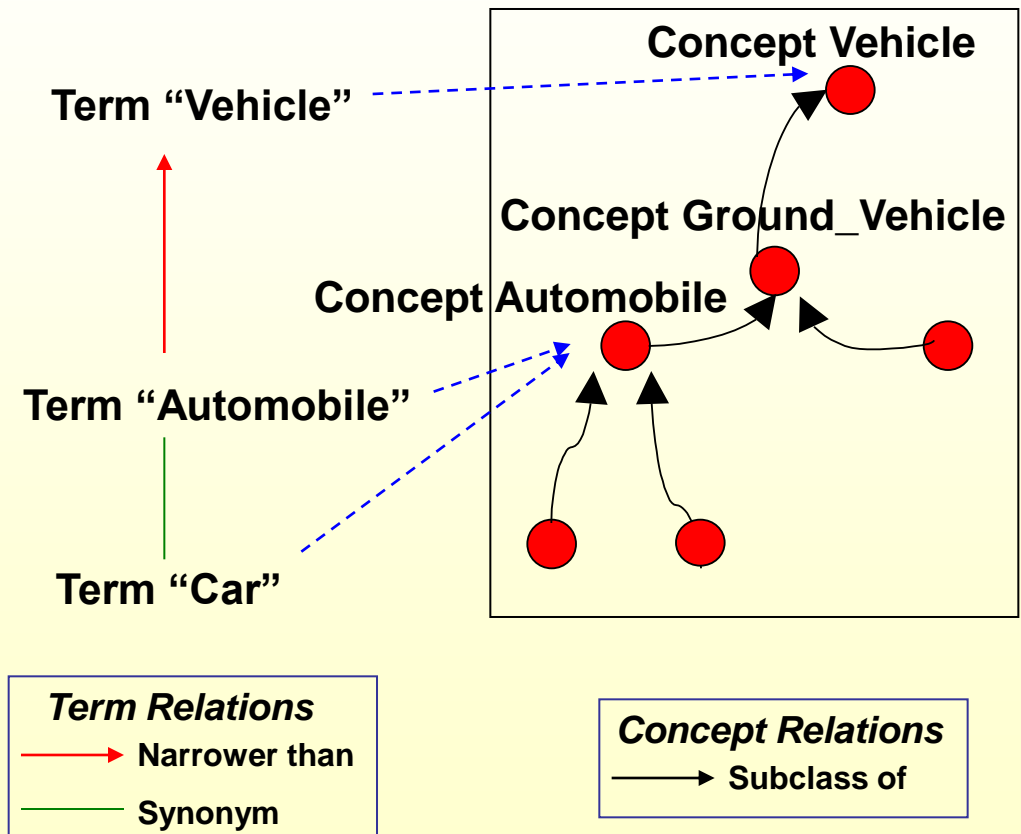 Concept Vehicle
Term “Vehicle”
Concept Ground_Vehicle
Concept Automobile
Term “Automobile”
Term “Car”
Term Relations
Narrower than
Synonym
Concept Relations
Subclass of